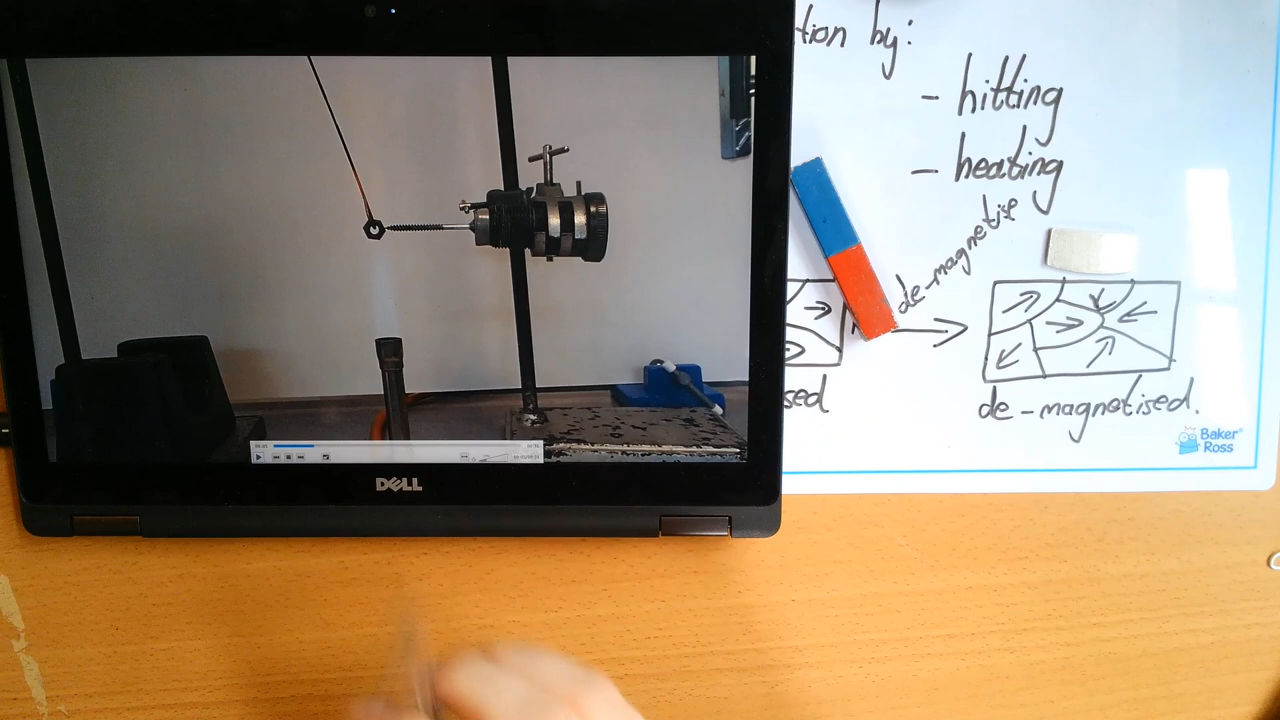 tion by:
- hitting
- heating
de-magnetise
sed
de-magnetised.
Baker
Ross
DELL